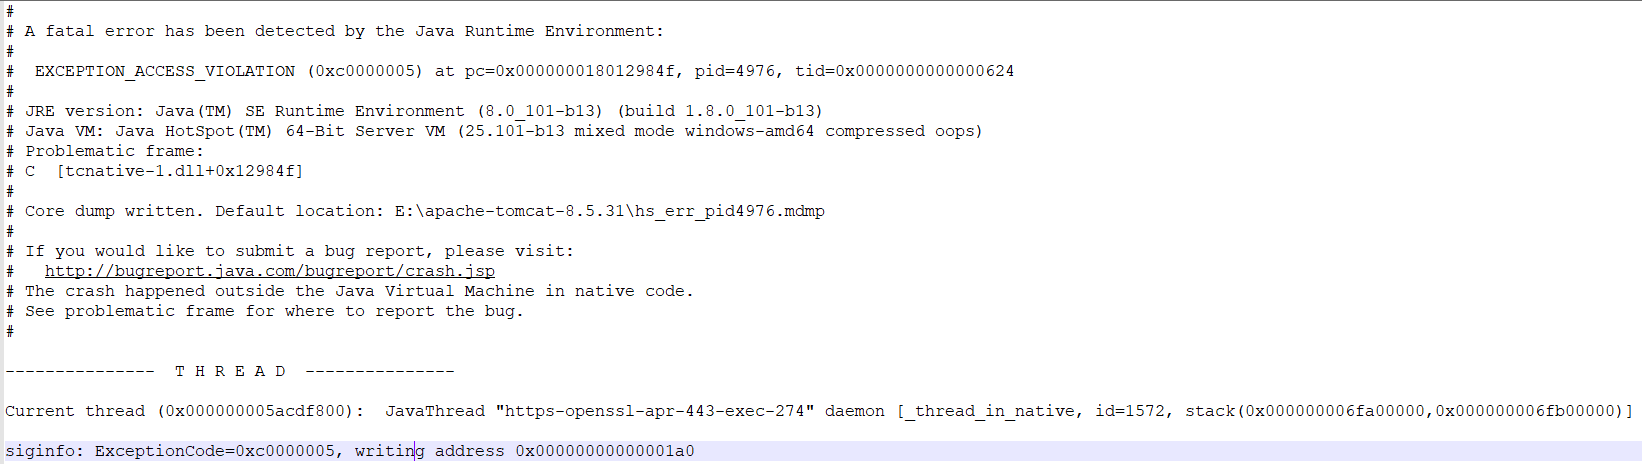 #
# A fatal error has been detected by the Java Runtime Environment:
#
#  EXCEPTION_ACCESS_VIOLATION (0xc0000005) at pc=0x000000018012984f, pid=4976, tid=0x0000000000000624
#
# JRE version: Java(TM) SE Runtime Environment (8.0_101-b13) (build 1.8.0_101-b13)
# Java VM: Java HotSpot(TM) 64-Bit Server VM (25.101-b13 mixed mode windows-amd64 compressed oops)
# Problematic frame:
# C  [tcnative-1.dll+0x12984f]
#
# Core dump written. Default location: E:\apache-tomcat-8.5.31\hs_err_pid4976.mdmp
#
# If you would like to submit a bug report, please visit:
#   http://bugreport.java.com/bugreport/crash.jsp
# The crash happened outside the Java Virtual Machine in native code.
# See problematic frame for where to report the bug.
#
---------------  T H R E A D  ---------------
Current thread (0x000000005acdf800):  JavaThread "https-openssl-apr-443-exec-274" daemon [_thread_in_native, id=1572, stack(0x000000006fa00000,0x000000006fb00000)]
siginfo: ExceptionCode=0xc0000005, writing address 0x00000000000001a0